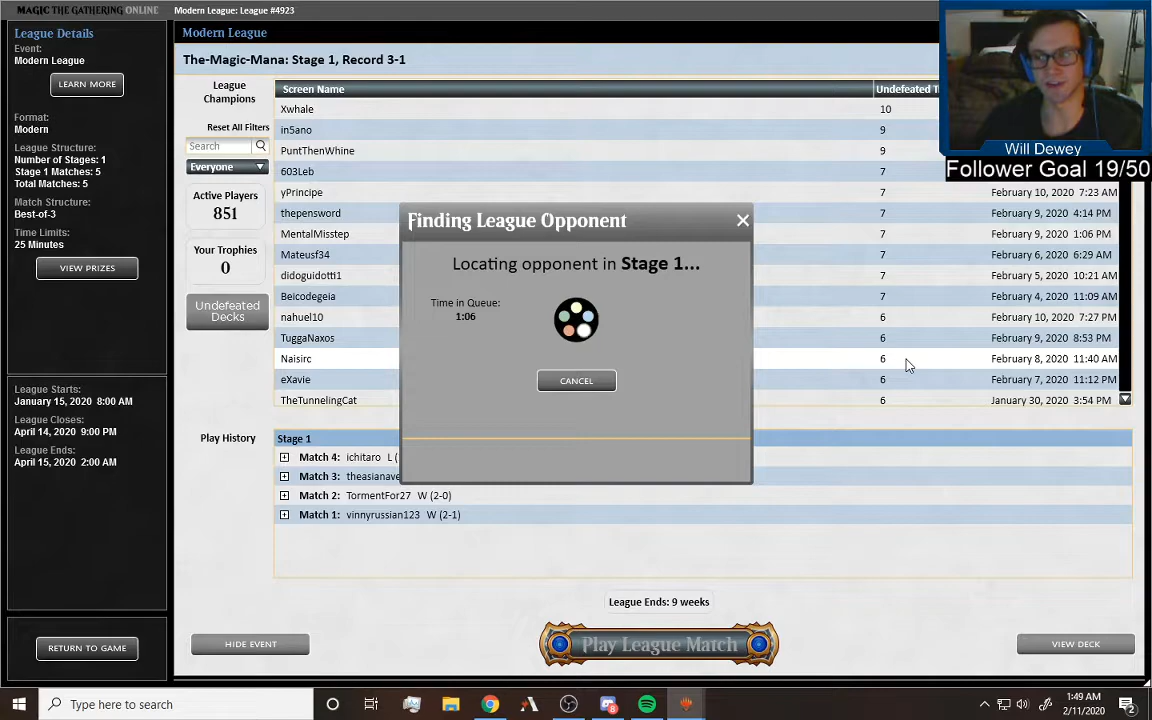 MAGIC THE GATHERING ONLINE
Modern League: League #4923
League Details
Event:
Modern League
LEARN MORE
Format:
Modern
League Structure:
Number of Stages: 1
Stage 1 Matches: 5
Total Matches: 5
Match Structure:
Best-of-3
Time Limits:
25 Minutes
VIEW PRIZES
League Starts:
January 15, 2020 8:00 AM
League Closes:
April 14, 2020 9:00 PM
League Ends:
April 15, 2020 2:00 AM
RETURN TO GAME
Modern League
The-Magic-Mana: Stage 1, Record 3-1
League
Champions
Reset All Filters
Search
Everyone
Active Players
851
Your Trophies
0
Undefeated
Decks
Screen Name
Undefeated
Xwhale 10
in5ano 9
PuntThenWhine 9
603Leb 7
yPrincipe 7 February 10, 2020 7:23 AM
thepensword 7 February 9, 2020 4:14 PM
MentalMisstep 7 February 9, 2020 1:06 PM
Mateusf34 7 February 6, 2020 6:29 AM
didoguidotti1 7 February 5, 2020 10:21 AM
Beicodegeia 7 February 4, 2020 11:09 AM
nahuel10 6 February 10, 2020 7:27 PM
TuggaNaxos 6 February 9, 2020 8:53 PM
Naisirc 6 February 8, 2020 11:40 AM
eXavie 6 February 7, 2020 11:12 PM
TheTunnelingCat 6 January 30, 2020 3:54 PM
Will Dewey
Follower Goal 19/50
Finding League Opponent
Locating opponent in Stage 1...
Time in Queue:
1:06
CANCEL
Play History
Stage 1
Match 4: ichitaro L (
Match 3: theasianave
Match 2: TormentFor27 W (2-0)
Match 1: vinnyrussian123 W (2-1)
League Ends: 9 weeks
HIDE EVENT
Play League Match
VIEW DECK
Type here to search
1:49 AM
2/11/2020
2